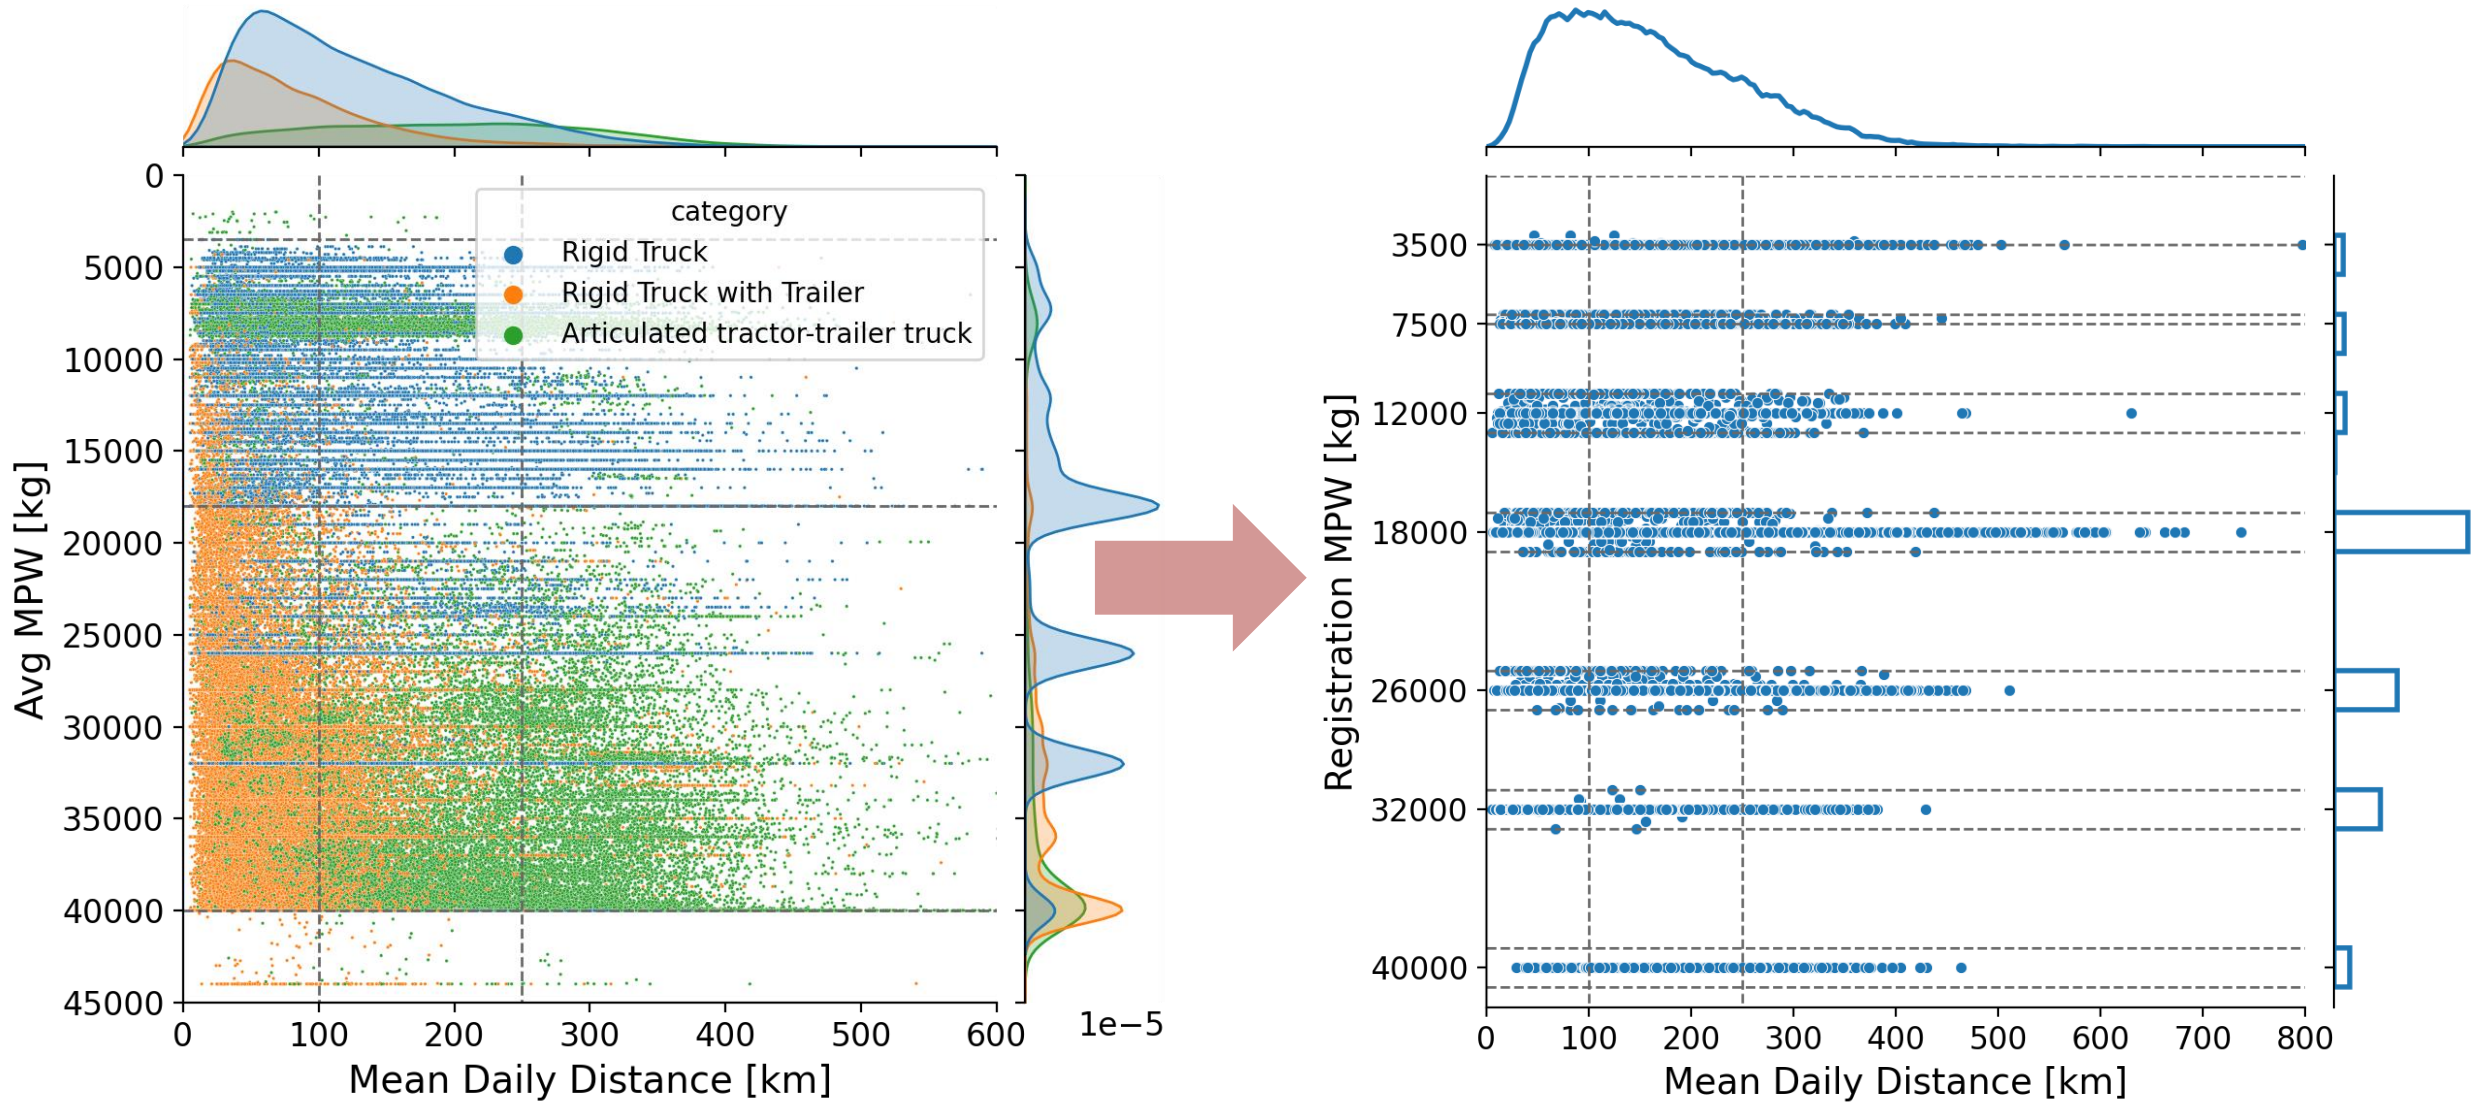 category
Rigid Truck
Rigid Truck with Trailer
Articulated tractor-trailer truck
Avg MPW [kg]
0
5000
10000
15000
20000
25000
30000
35000
40000
45000
0 100 200 300 400 500 600
Mean Daily Distance [km]
1e−5
Registration MPW [kg]
3500
7500
12000
18000
26000
32000
40000
0 100 200 300 400 500 600 700 800
Mean Daily Distance [km]